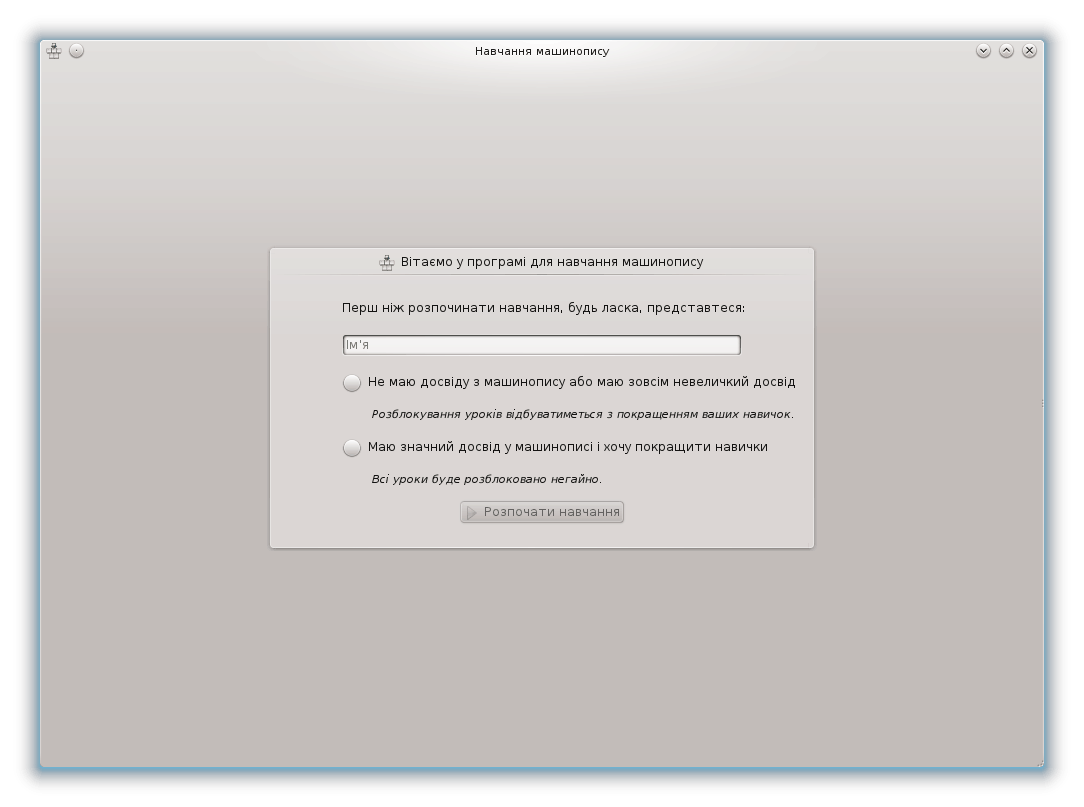 Навчання машинопису
Вітаємо у програмі для навчання машинопису
Перш ніж розпочинати навчання, будь ласка, представтеся:
Ім'я
Не маю досвіду з машинопису або маю зовсім невеличкий досвід
Розблокування уроків відбуватиметься з покращенням ваших навичок.
Маю значний досвід у машинописі і хочу покращити навички
Всі уроки буде розблоковано негайно.
Розпочати навчання